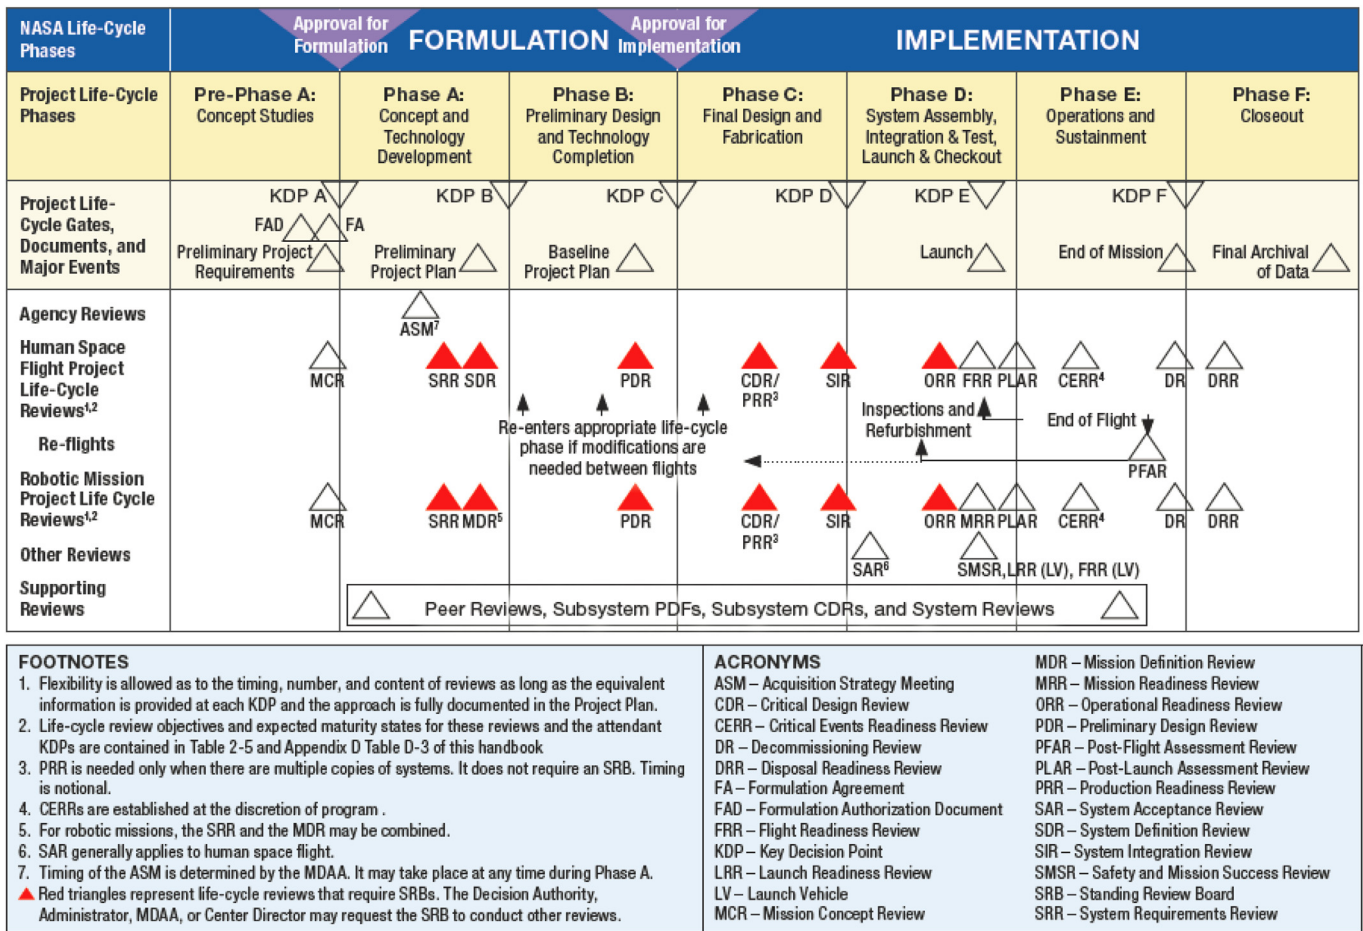 NASA Life-Cycle
Phases
Approval for
Formulation
FORMULATION
Approval for
Implementation
IMPLEMENTATION
Project Life-Cycle
Phases
Pre-Phase A:
Concept Studies
Phase A:
Concept and
Technology
Development
Phase B:
Preliminary Design
and Technology
Completion
Phase C:
Final Design and
Fabrication
Phase D:
System Assembly,
Integration & Test,
Launch & Checkout
Phase E:
Operations and
Sustainment
Phase F:
Closeout
Project Life-
Cycle Gates,
Documents, and
Major Events
KDP A
KDP B
KDP C
KDP D
KDP E
KDP F
FAD
FA
Preliminary Project
Requirements
Preliminary
Project Plan
Baseline
Project Plan
Launch
End of Mission
Final Archival
of Data
Agency Reviews
ASM7
Human Space
Flight Project
Life-Cycle
Reviews1,2
MCR
SRR
SDR
PDR
CDR/
PRR3
SIR
ORR
FRR
PLAR
CERR4
DR
DRR
Re-flights
Re-enters appropriate life-cycle
phase if modifications are
needed between flights
Inspections and
Refurbishment
End of Flight
PFAR
Robotic Mission
Project Life Cycle
Reviews1,2
MCR
SRR
MDR5
PDR
CDR/
PRR3
SIR
ORR
MRR
PLAR
CERR4
DR
DRR
Other Reviews
SAR6
SMSR,LRR (LV), FRR (LV)
Supporting
Reviews
Peer Reviews, Subsystem PDFs, Subsystem CDRs, and System Reviews
FOOTNOTES
1. Flexibility is allowed as to the timing, number, and content of reviews as long as the equivalent
information is provided at each KDP and the approach is fully documented in the Project Plan.
2. Life-cycle review objectives and expected maturity states for these reviews and the attendant
KDPs are contained in Table 2-5 and Appendix D Table D-3 of this handbook
3. PRR is needed only when there are multiple copies of systems. It does not require an SRB. Timing
is notional.
4. CERRs are established at the discretion of program .
5. For robotic missions, the SRR and the MDR may be combined.
6. SAR generally applies to human space flight.
7. Timing of the ASM is determined by the MDAA. It may take place at any time during Phase A.
Red triangles represent life-cycle reviews that require SRBs. The Decision Authority,
Administrator, MDAA, or Center Director may request the SRB to conduct other reviews.
ACRONYMS
ASM – Acquisition Strategy Meeting
CDR – Critical Design Review
CERR – Critical Events Readiness Review
DR – Decommissioning Review
DRR – Disposal Readiness Review
FA – Formulation Agreement
FAD – Formulation Authorization Document
FRR – Flight Readiness Review
KDP – Key Decision Point
LRR – Launch Readiness Review
LV – Launch Vehicle
MCR – Mission Concept Review
MDR – Mission Definition Review
MRR – Mission Readiness Review
ORR – Operational Readiness Review
PDR – Preliminary Design Review
PFAR – Post-Flight Assessment Review
PLAR – Post-Launch Assessment Review
PRR – Production Readiness Review
SAR – System Acceptance Review
SDR – System Definition Review
SIR – System Integration Review
SMSR – Safety and Mission Success Review
SRB – Standing Review Board
SRR – System Requirements Review